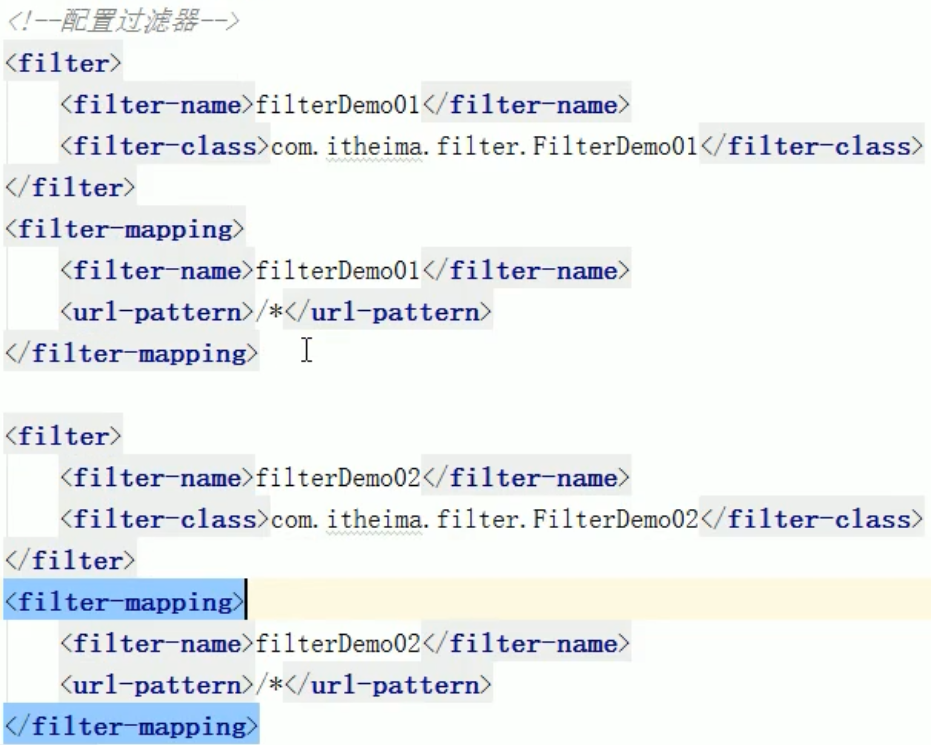 <!--配置过滤器-->
<filter>
<filter-name>filterDemo01</filter-name>
<filter-class>com.itheima.filter.FilterDemo01</filter-class>
</filter>
<filter-mapping>
<filter-name>filterDemo01</filter-name>
<url-pattern>/*</url-pattern>
</filter-mapping>
<filter>
<filter-name>filterDemo02</filter-name>
<filter-class>com.itheima.filter.FilterDemo02</filter-class>
</filter>
<filter-mapping>
<filter-name>filterDemo02</filter-name>
<url-pattern>/*</url-pattern>
</filter-mapping>